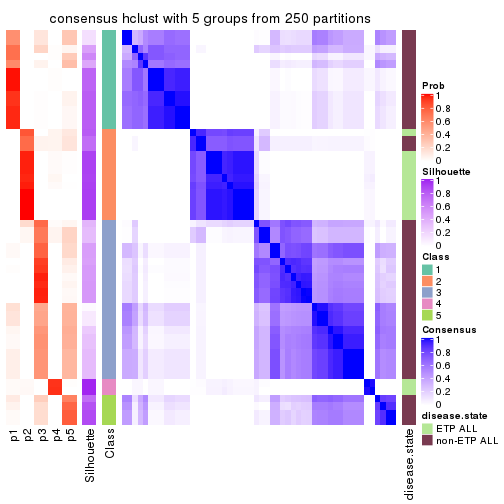 consensus hclust with 5 groups from 250 partitions
Prob
1
0.8
0.6
0.4
0.2
0
Silhouette
1
0.8
0.6
0.4
0.2
0
Class
1
2
3
4
5
Consensus
1
0.8
0.6
0.4
0.2
0
disease.state
ETP ALL
non-ETP ALL
p1
p2
p3
p4
p5
Silhouette
Class
disease.state